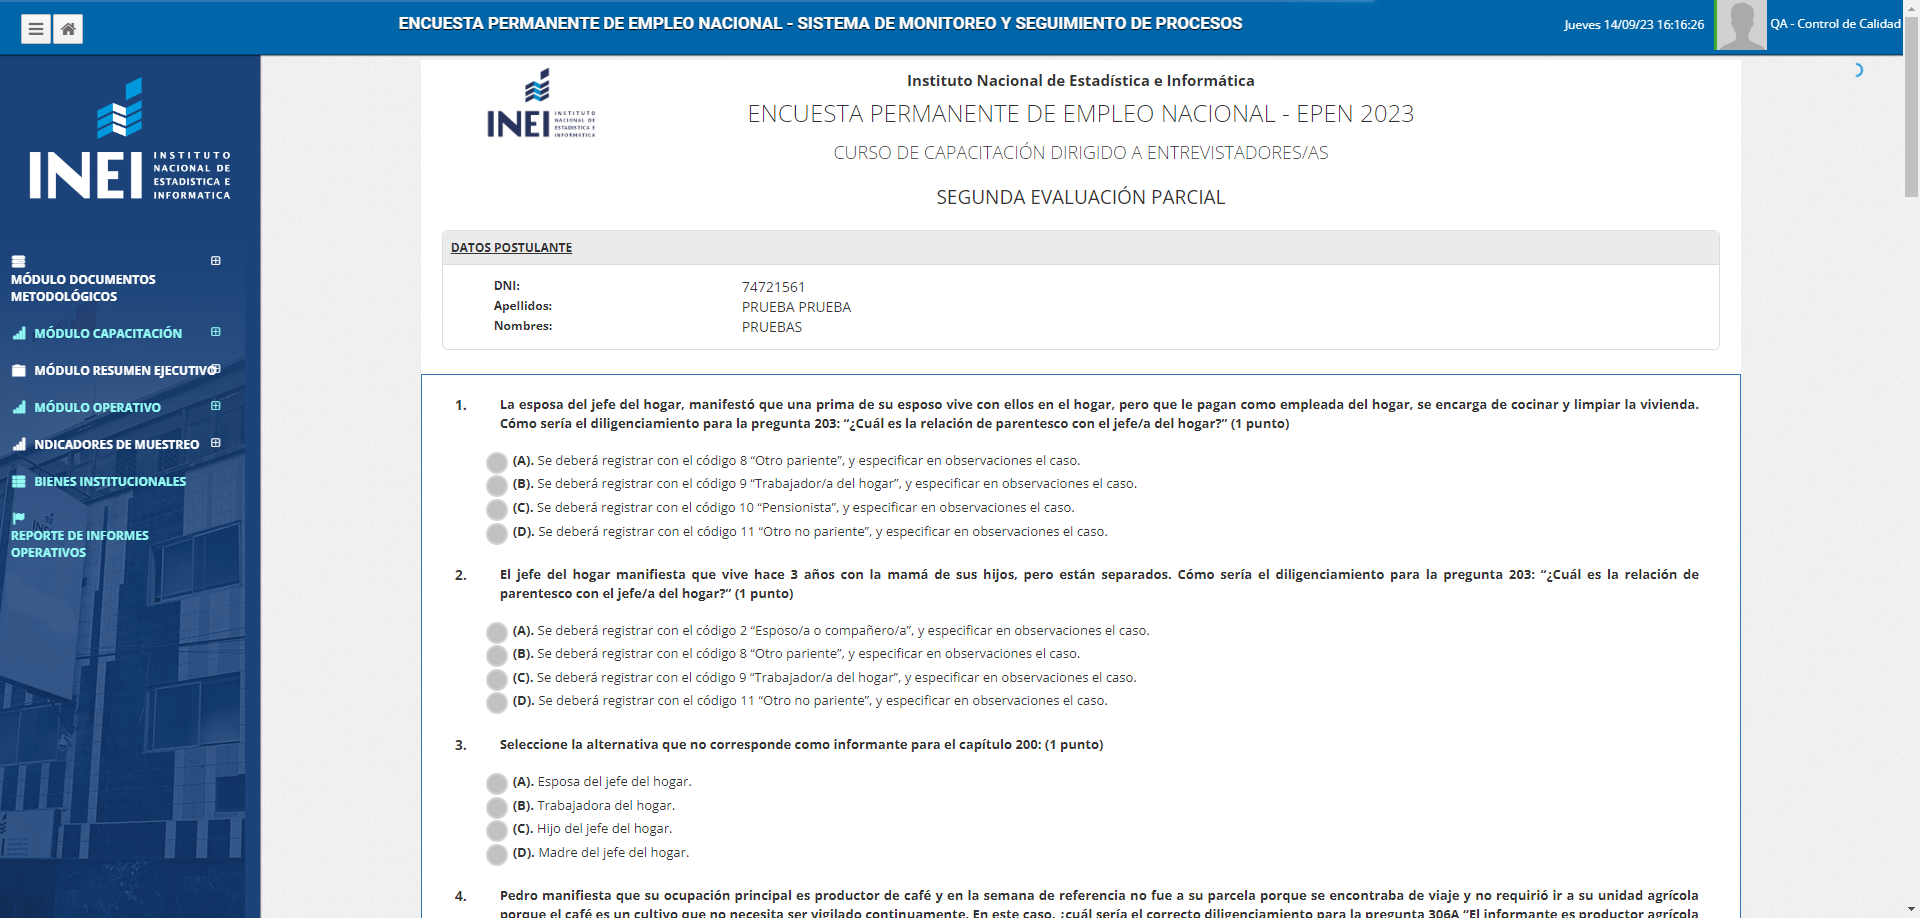 ENCUESTA PERMANENTE DE EMPLEO NACIONAL - SISTEMA DE MONITOREO Y SEGUIMIENTO DE PROCESOS
Jueves 14/09/23 16:16:26
QA - Control de Calidad
INEI
INSTITUTO
NACIONAL DE
ESTADISTICA E
INFORMATICA
MÓDULO DOCUMENTOS
METODOLÓGICOS
MÓDULO CAPACITACIÓN
MÓDULO RESUMEN EJECUTIVO
MÓDULO OPERATIVO
NDICADORES DE MUESTREO
BIENES INSTITUCIONALES
REPORTE DE INFORMES
OPERATIVOS
INEI
INSTITUTO
NACIONAL DE
ESTADISTICA E
INFORMATICA
Instituto Nacional de Estadística e Informática
ENCUESTA PERMANENTE DE EMPLEO NACIONAL - EPEN 2023
CURSO DE CAPACITACIÓN DIRIGIDO A ENTREVISTADORES/AS
SEGUNDA EVALUACIÓN PARCIAL
DATOS POSTULANTE
DNI: 74721561
Apellidos: PRUEBA PRUEBA
Nombres: PRUEBAS
1. La esposa del jefe del hogar, manifestó que una prima de su esposo vive con ellos en el hogar, pero que le pagan como empleada del hogar, se encarga de cocinar y limpiar la vivienda.
Cómo sería el diligenciamiento para la pregunta 203: “¿Cuál es la relación de parentesco con el jefe/a del hogar?” (1 punto)
(A). Se deberá registrar con el código 8 “Otro pariente”, y especificar en observaciones el caso.
(B). Se deberá registrar con el código 9 “Trabajador/a del hogar”, y especificar en observaciones el caso.
(C). Se deberá registrar con el código 10 “Pensionista”, y especificar en observaciones el caso.
(D). Se deberá registrar con el código 11 “Otro no pariente”, y especificar en observaciones el caso.
2. El jefe del hogar manifiesta que vive hace 3 años con la mamá de sus hijos, pero están separados. Cómo sería el diligenciamiento para la pregunta 203: “¿Cuál es la relación de
parentesco con el jefe/a del hogar?” (1 punto)
(A). Se deberá registrar con el código 2 “Esposo/a o compañero/a”, y especificar en observaciones el caso.
(B). Se deberá registrar con el código 8 “Otro pariente”, y especificar en observaciones el caso.
(C). Se deberá registrar con el código 9 “Trabajador/a del hogar”, y especificar en observaciones el caso.
(D). Se deberá registrar con el código 11 “Otro no pariente”, y especificar en observaciones el caso.
3. Seleccione la alternativa que no corresponde como informante para el capítulo 200: (1 punto)
(A). Esposa del jefe del hogar.
(B). Trabajadora del hogar.
(C). Hijo del jefe del hogar.
(D). Madre del jefe del hogar.
4. Pedro manifiesta que su ocupación principal es productor de café y en la semana de referencia no fue a su parcela porque se encontraba de viaje y no requirió ir a su unidad agrícola
porque el café es un cultivo que no necesita ser vigilado continuamente. En este caso, ¿cuál sería el correcto diligenciamiento para la pregunta 306A “El informante es productor agrícola